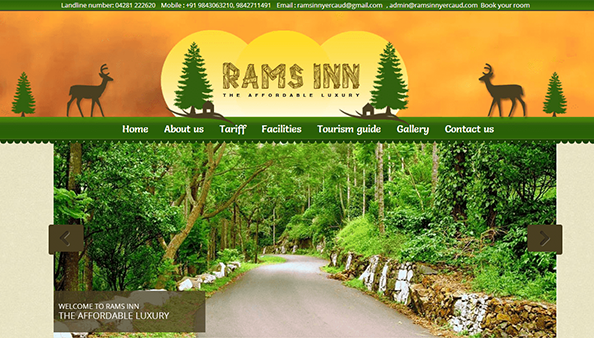 Landline number: 04281 222620 Mobile : +91 9843063210, 9842711491 Email : ramsinnyercaud@gmail.com , admin@ramsinnyercaud.com Book your room
RAMS INN
THE AFFORDABLE LUXURY
Home About us Tariff Facilities Tourism guide Gallery Contact us
WELCOME TO RAMS INN
THE AFFORDABLE LUXURY